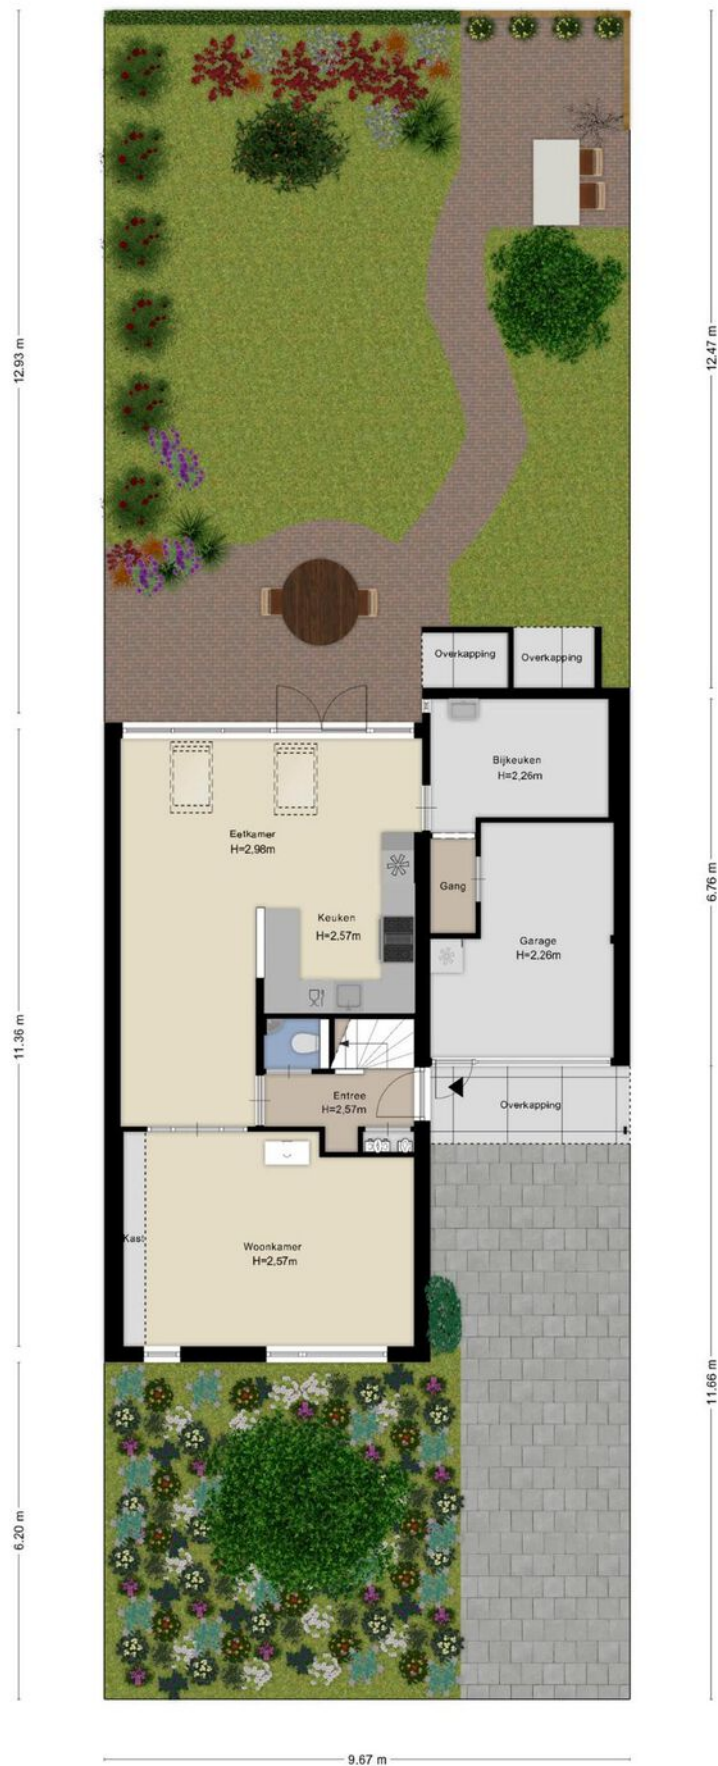 12.93 m
12.47 m
Overkapping
Overkapping
Bijkeuken
H=2,26m
Eetkamer
H=2,98m
Gang
Keuken
H=2,57m
Garage
H=2,26m
6.76 m
11.36 m
Entree
H=2,57m
Overkapping
Kast
Woonkamer
H=2,57m
11.66 m
6.20 m
9.67 m